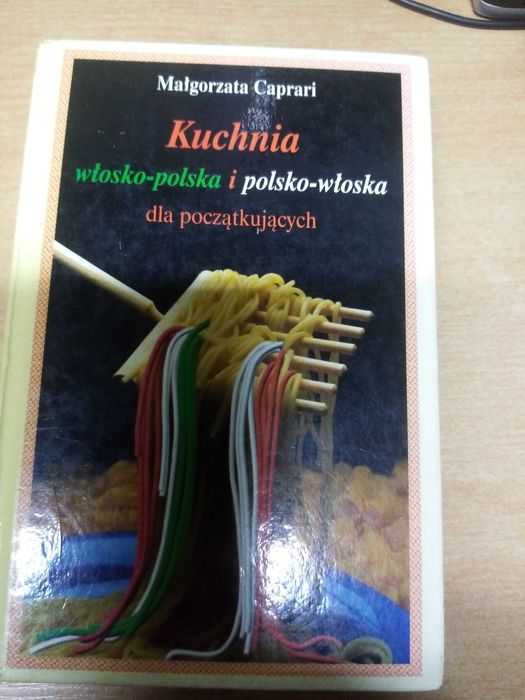 Małgorzata Caprari
Kuchnia
włosko-polska i polsko-włoska
dla początkujących